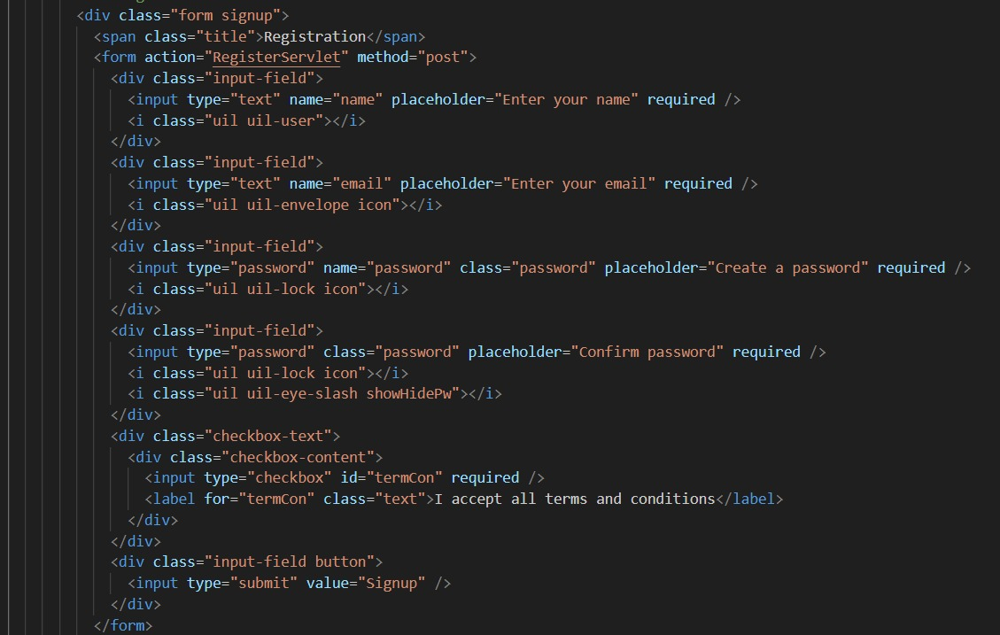 <div class="form signup">
<span class="title">Registration</span>
<form action="RegisterServlet" method="post">
<div class="input-field">
<input type="text" name="name" placeholder="Enter your name" required />
<i class="uil uil-user"></i>
</div>
<div class="input-field">
<input type="text" name="email" placeholder="Enter your email" required />
<i class="uil uil-envelope icon"></i>
</div>
<div class="input-field">
<input type="password" name="password" class="password" placeholder="Create a password" required />
<i class="uil uil-lock icon"></i>
</div>
<div class="input-field">
<input type="password" class="password" placeholder="Confirm password" required />
<i class="uil uil-lock icon"></i>
<i class="uil uil-eye-slash showHidePw"></i>
</div>
<div class="checkbox-text">
<div class="checkbox-content">
<input type="checkbox" id="termCon" required />
<label for="termCon" class="text">I accept all terms and conditions</label>
</div>
</div>
<div class="input-field button">
<input type="submit" value="Signup" />
</div>
</form>